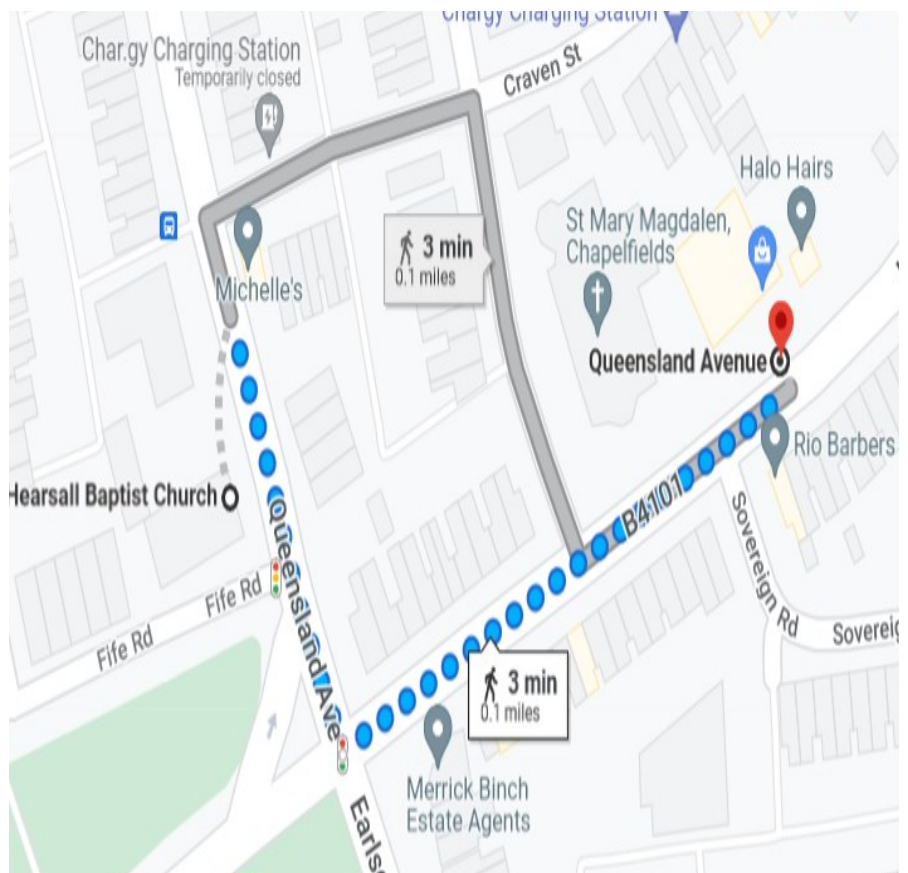 Chargy Charging Station
Char.gy Charging Station
Temporarily closed
Craven St
Halo Hairs
St Mary Magdalen,
Chapelfields
3 min
0.1 miles
Michelle's
Queensland Avenue
Rio Barbers
Hearsall Baptist Church
B4101
Queensland Ave
Sovereign Rd
Fife Rd
Fife Rd
Sovereig
3 min
0.1 miles
Merrick Binch
Estate Agents
Earlsd